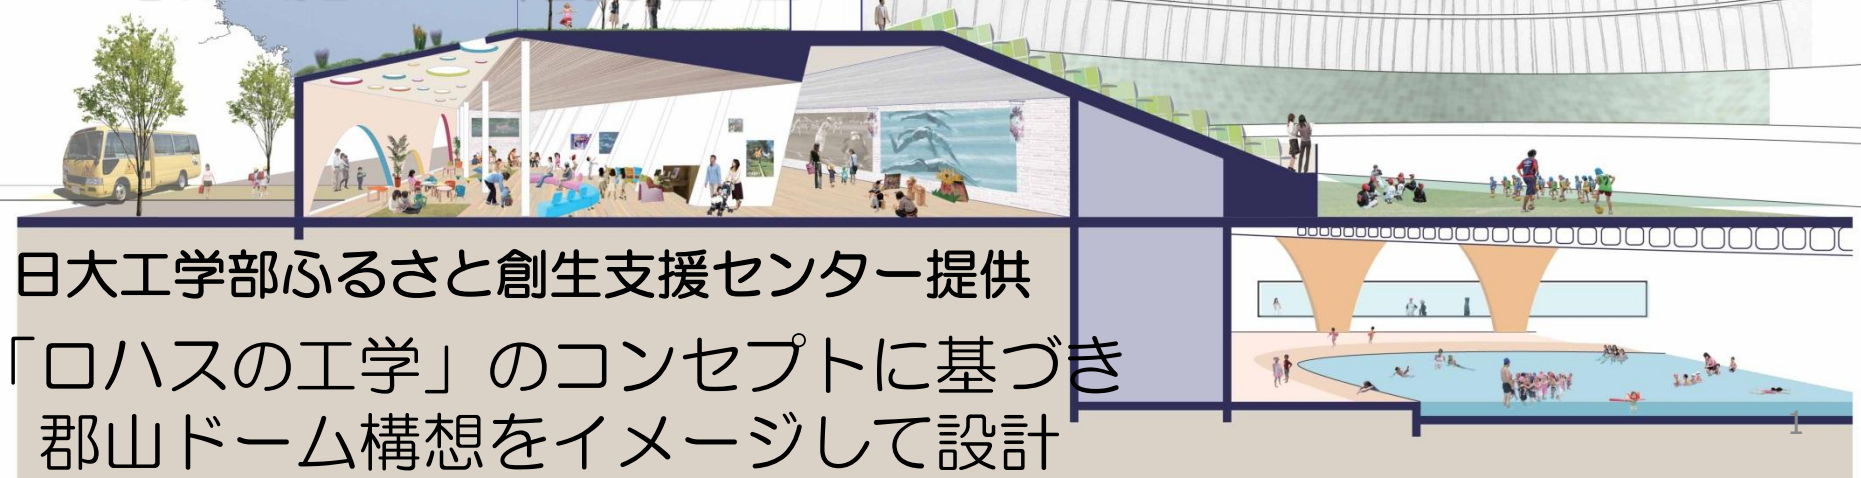 日大工学部ふるさと創生支援センター提供
「ロハスの工学」のコンセプトに基づき
郡山ドーム構想をイメージして設計
1